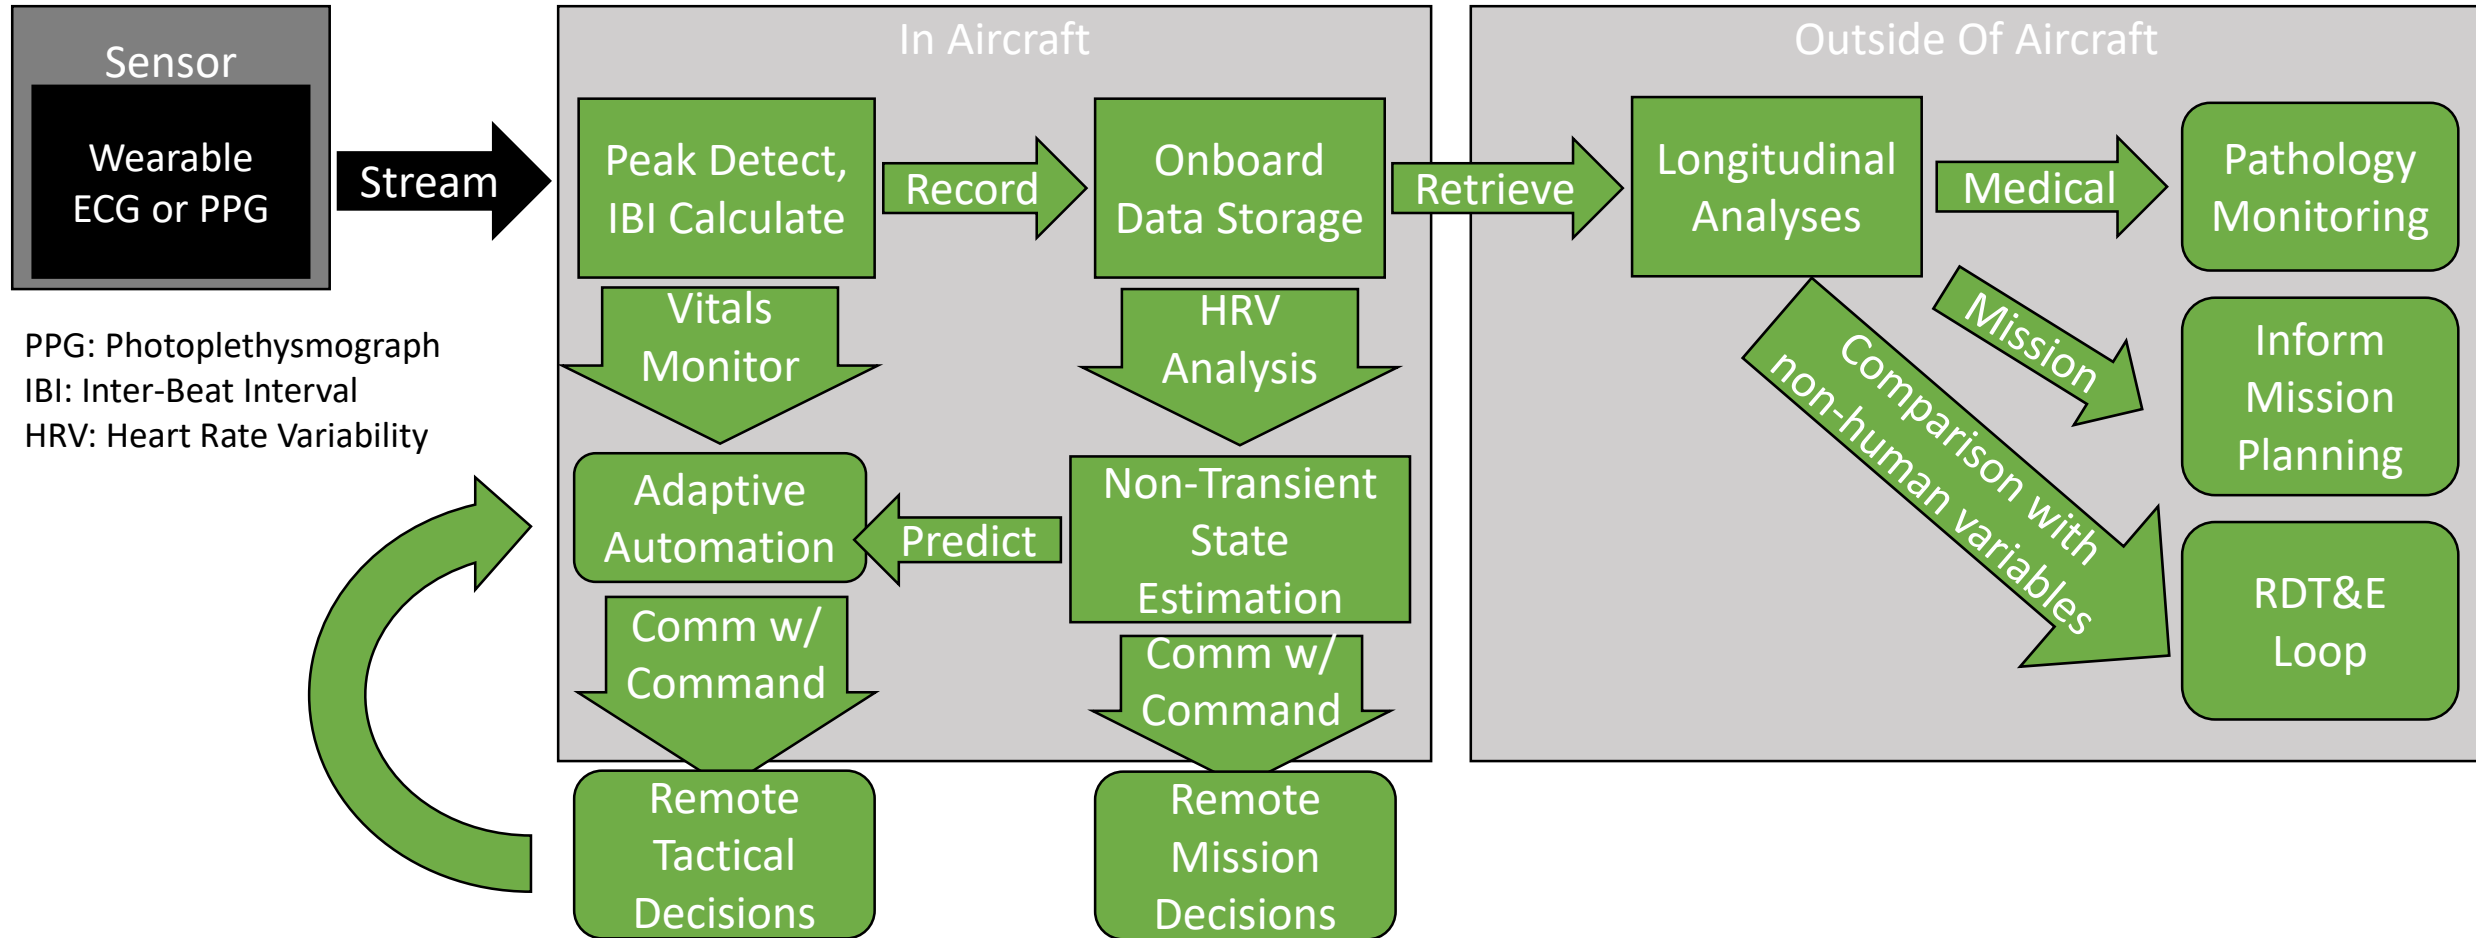 Sensor
Wearable
ECG or PPG
Stream
PPG: Photoplethysmograph
IBI: Inter-Beat Interval
HRV: Heart Rate Variability
In Aircraft
Peak Detect,
IBI Calculate
Record
Onboard
Data Storage
Vitals
Monitor
HRV
Analysis
Adaptive
Automation
Predict
Non-Transient
State
Estimation
Comm w/
Command
Comm w/
Command
Remote
Tactical
Decisions
Remote
Mission
Decisions
Retrieve
Outside Of Aircraft
Longitudinal
Analyses
Medical
Pathology
Monitoring
Mission
Inform
Mission
Planning
Comparison with
non-human variables
RDT&E
Loop